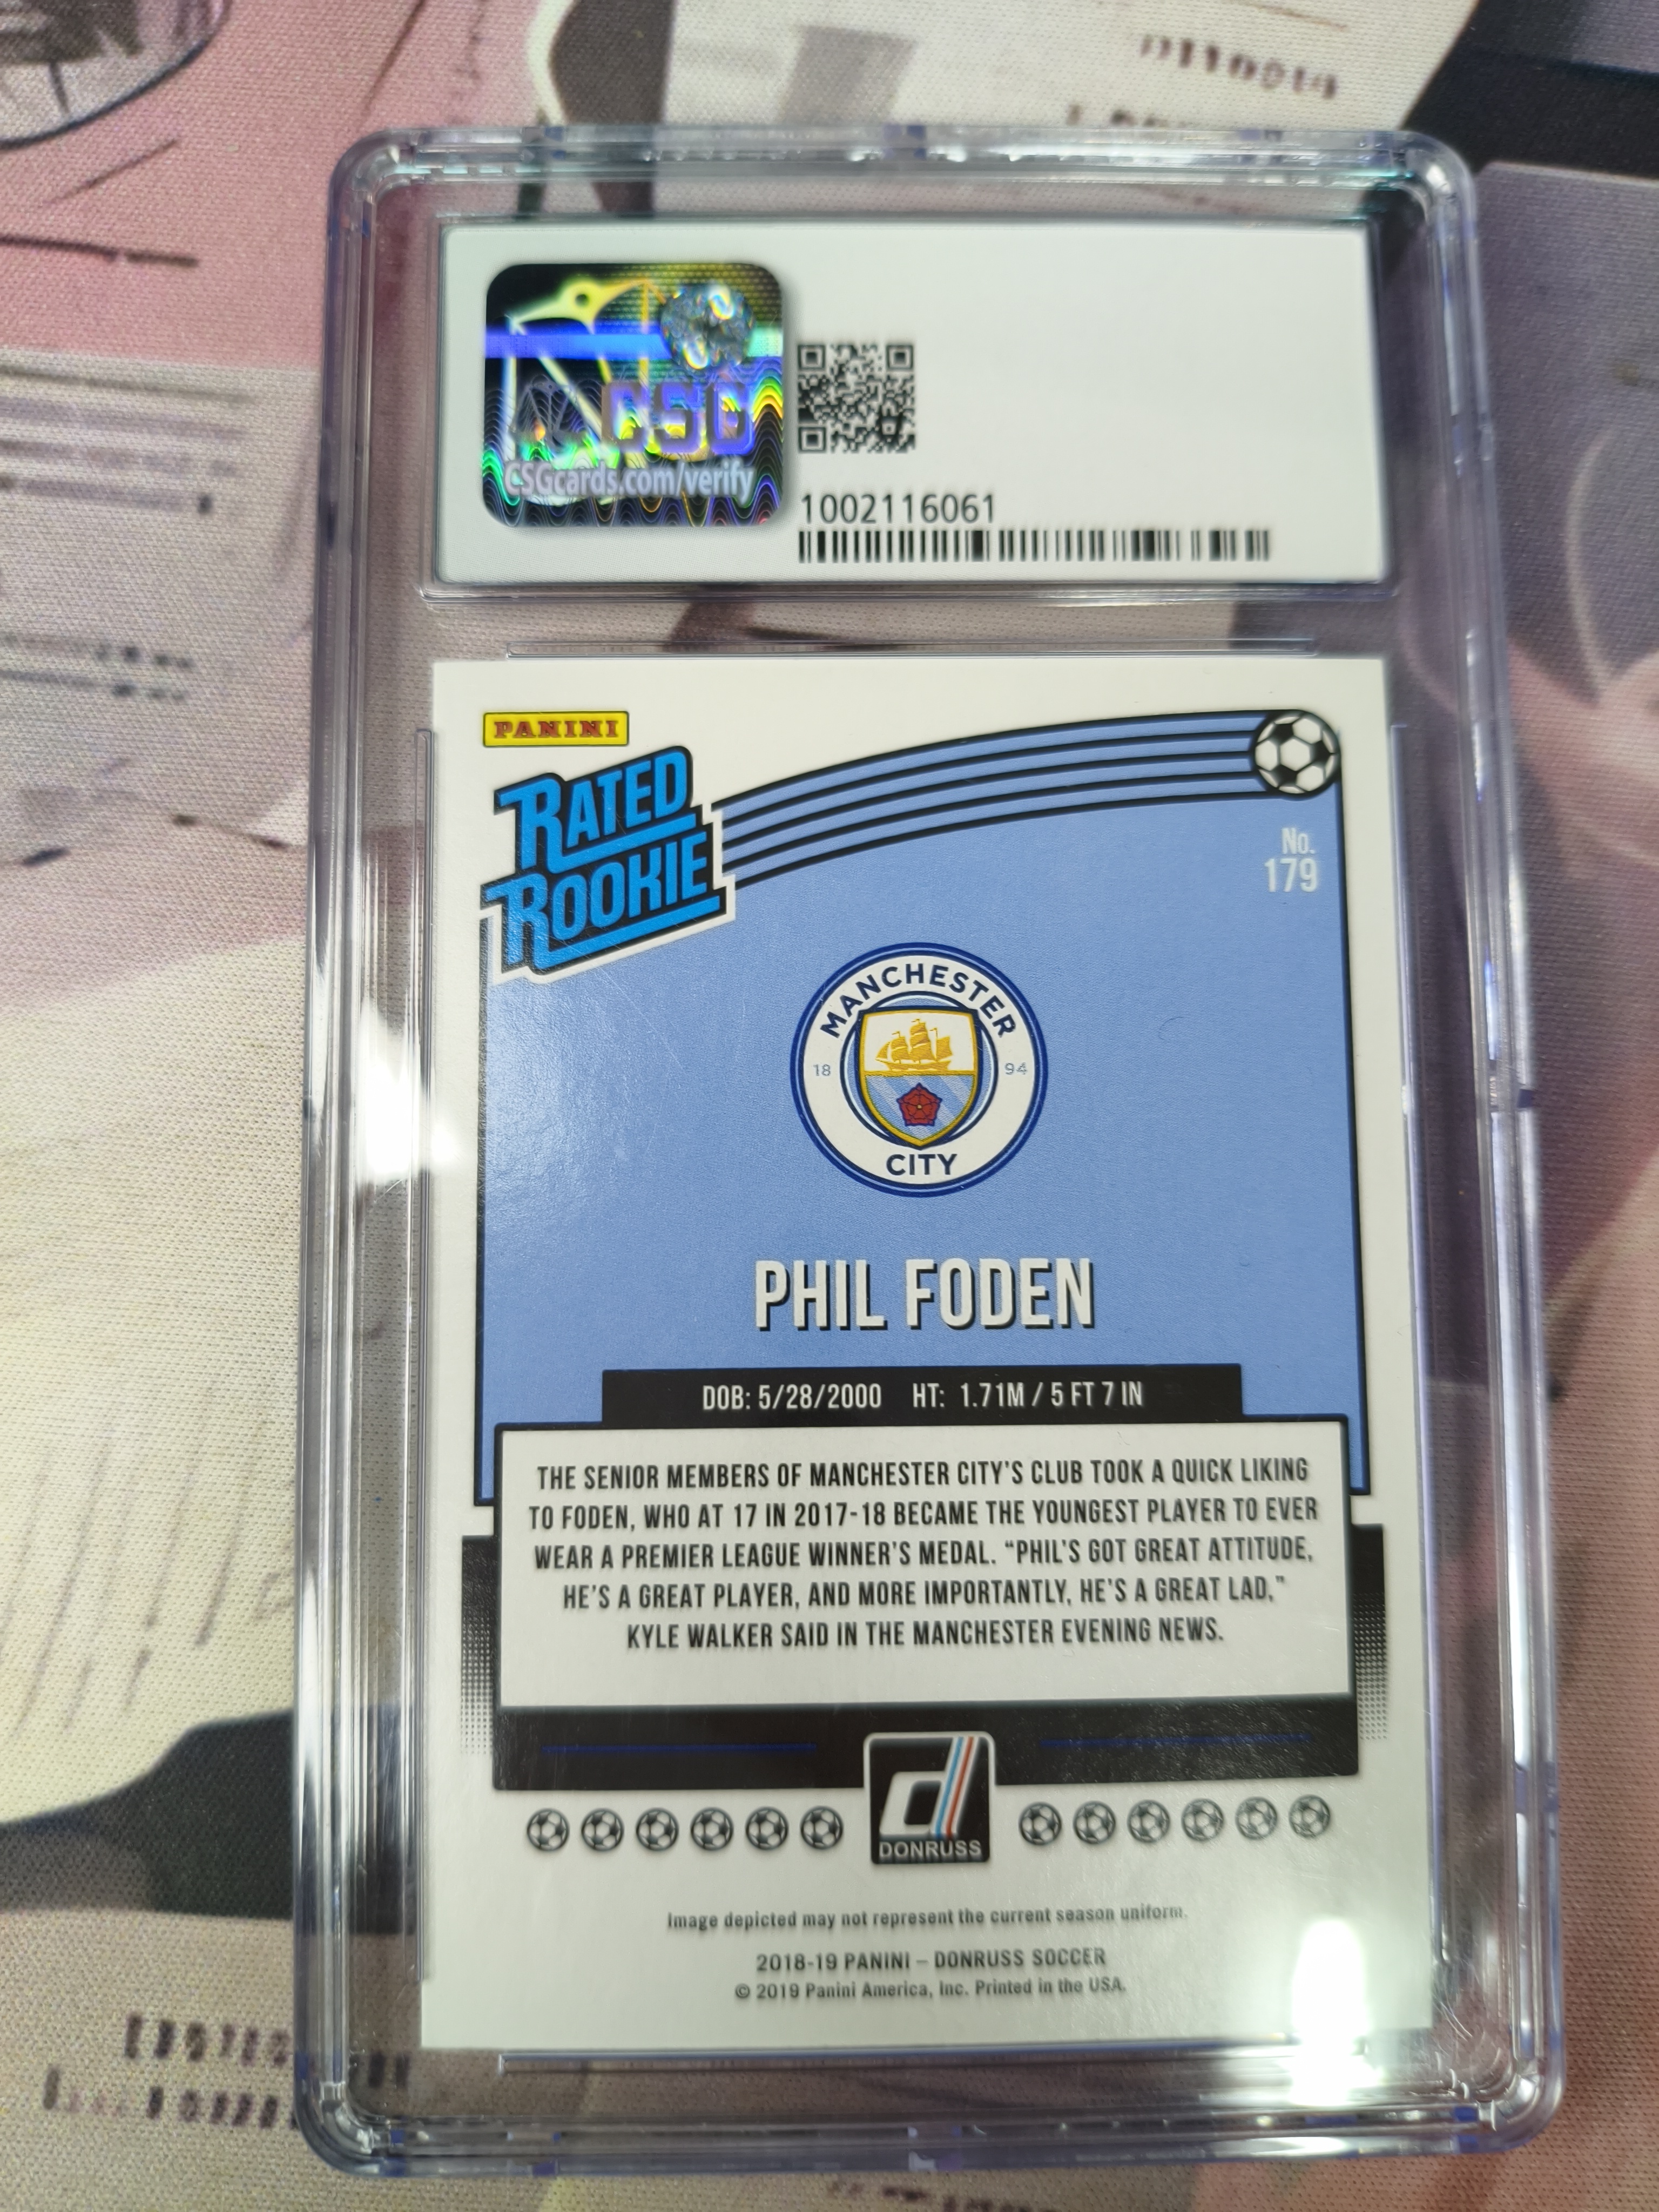 CSG
CSGcards.com/verify
1002116061
PANINI
RATED
ROOKIE
No.
179
MANCHESTER
18 94
CITY
PHIL FODEN
DOB: 5/28/2000 HT: 1.71M / 5 FT 7 IN
THE SENIOR MEMBERS OF MANCHESTER CITY'S CLUB TOOK A QUICK LIKING
TO FODEN, WHO AT 17 IN 2017-18 BECAME THE YOUNGEST PLAYER TO EVER
WEAR A PREMIER LEAGUE WINNER'S MEDAL. “PHIL'S GOT GREAT ATTITUDE,
HE'S A GREAT PLAYER, AND MORE IMPORTANTLY, HE'S A GREAT LAD,”
KYLE WALKER SAID IN THE MANCHESTER EVENING NEWS.
d
DONRUSS
Image depicted may not represent the current season uniform.
2018-19 PANINI – DONRUSS SOCCER
© 2019 Panini America, Inc. Printed in the USA.